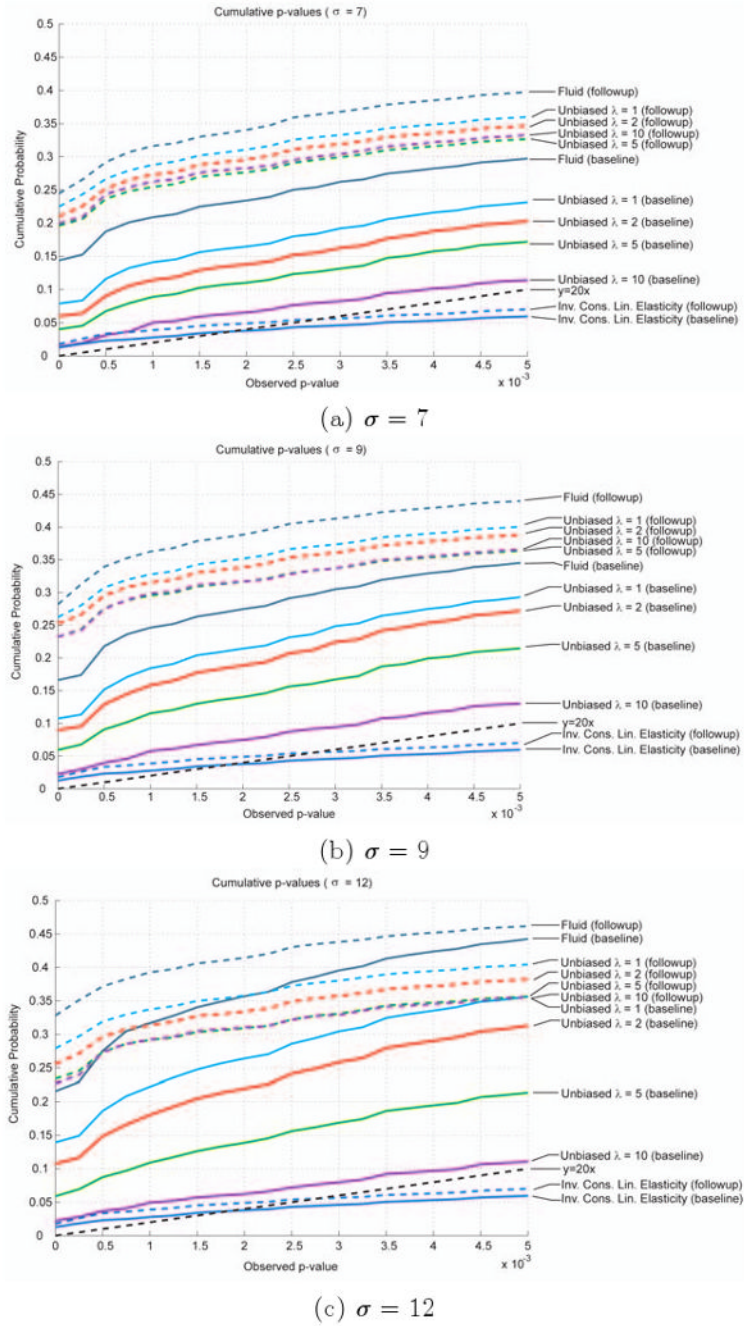 Cumulative p-values ( σ = 7)
Cumulative Probability
0.5
0.45
0.4
0.35
0.3
0.25
0.2
0.15
0.1
0.05
0
Fluid (followup)
Unbiased λ = 1 (followup)
Unbiased λ = 2 (followup)
Unbiased λ = 10 (followup)
Unbiased λ = 5 (followup)
Fluid (baseline)
Unbiased λ = 1 (baseline)
Unbiased λ = 2 (baseline)
Unbiased λ = 5 (baseline)
Unbiased λ = 10 (baseline)
y=20x
Inv. Cons. Lin. Elasticity (followup)
Inv. Cons. Lin. Elasticity (baseline)
0 0.5 1 1.5 2 2.5 3 3.5 4 4.5 5
Observed p-value
x 10⁻³
(a) σ = 7
Cumulative p-values ( σ = 9)
Cumulative Probability
0.5
0.45
0.4
0.35
0.3
0.25
0.2
0.15
0.1
0.05
0
Fluid (followup)
Unbiased λ = 1 (followup)
Unbiased λ = 2 (followup)
Unbiased λ = 10 (followup)
Unbiased λ = 5 (followup)
Fluid (baseline)
Unbiased λ = 1 (baseline)
Unbiased λ = 2 (baseline)
Unbiased λ = 5 (baseline)
Unbiased λ = 10 (baseline)
y=20x
Inv. Cons. Lin. Elasticity (followup)
Inv. Cons. Lin. Elasticity (baseline)
0 0.5 1 1.5 2 2.5 3 3.5 4 4.5 5
Observed p-value
x 10⁻³
(b) σ = 9
Cumulative p-values ( σ = 12)
Cumulative Probability
0.5
0.45
0.4
0.35
0.3
0.25
0.2
0.15
0.1
0.05
0
Fluid (followup)
Fluid (baseline)
Unbiased λ = 1 (followup)
Unbiased λ = 2 (followup)
Unbiased λ = 5 (followup)
Unbiased λ = 10 (followup)
Unbiased λ = 1 (baseline)
Unbiased λ = 2 (baseline)
Unbiased λ = 5 (baseline)
Unbiased λ = 10 (baseline)
y=20x
Inv. Cons. Lin. Elasticity (followup)
Inv. Cons. Lin. Elasticity (baseline)
0 0.5 1 1.5 2 2.5 3 3.5 4 4.5 5
Observed p-value
x 10⁻³
(c) σ = 12